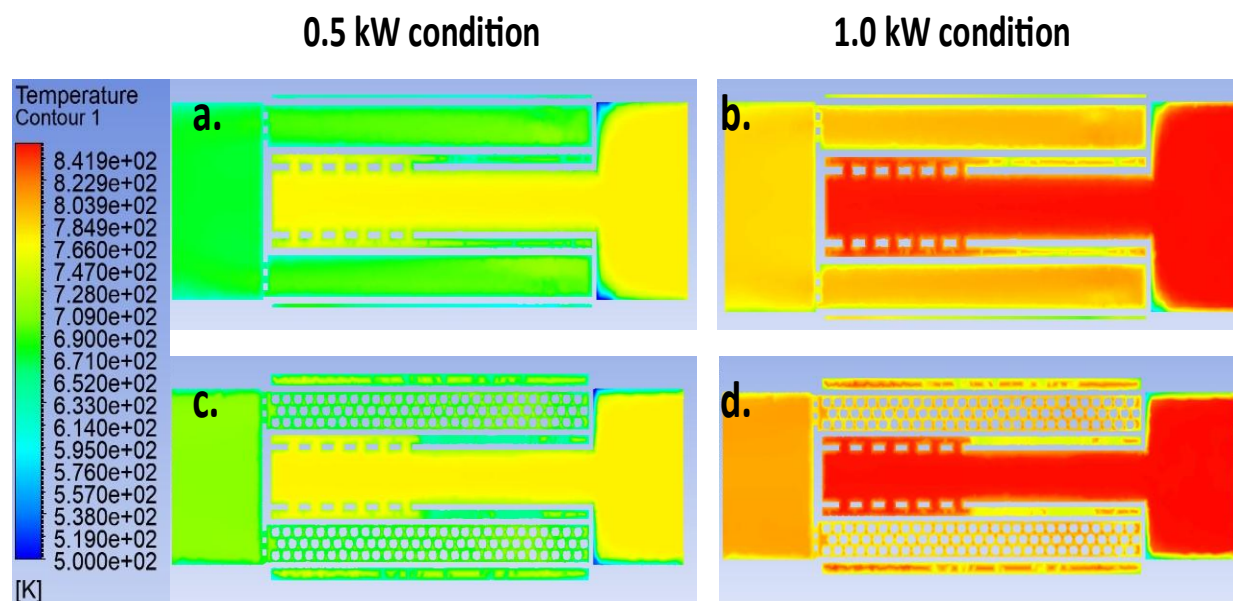 0.5 kW condition
1.0 kW condition
Temperature
Contour 1
8.419e+02
8.229e+02
8.039e+02
7.849e+02
7.660e+02
7.470e+02
7.280e+02
7.090e+02
6.900e+02
6.710e+02
6.520e+02
6.330e+02
6.140e+02
5.950e+02
5.760e+02
5.570e+02
5.380e+02
5.190e+02
5.000e+02
[K]
a.
b.
c.
d.